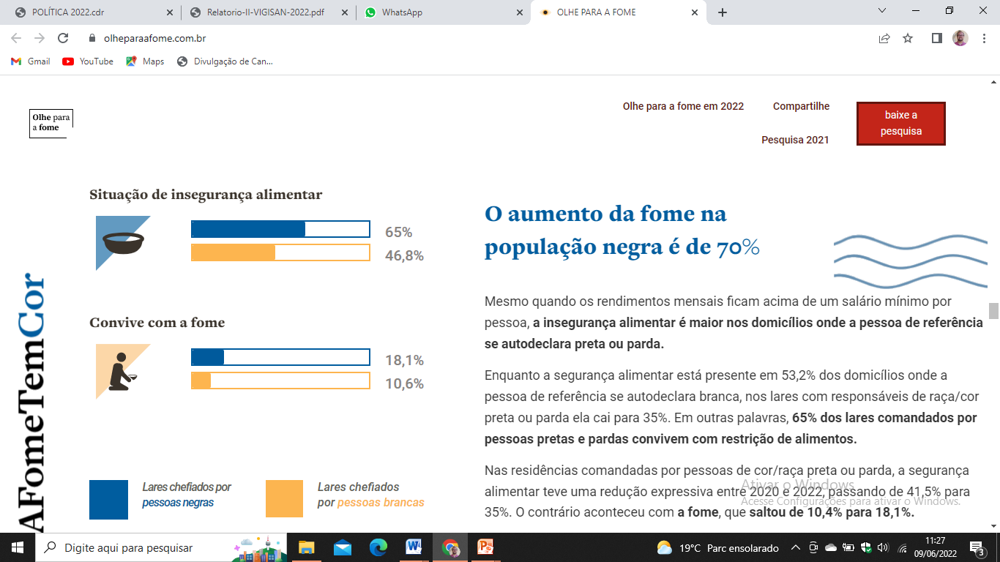 POLÍTICA 2022.cdr
Relatorio-II-VIGISAN-2022.pdf
WhatsApp
OLHE PARA A FOME
olheparaafome.com.br
Gmail
YouTube
Maps
Divulgação de Can...
Olhe para
a fome
Olhe para a fome em 2022
Compartilhe
Pesquisa 2021
baixe a
pesquisa
AFomeTemCor
Situação de insegurança alimentar
65%
46,8%
Convive com a fome
18,1%
10,6%
Lares chefiados por
pessoas negras
Lares chefiados
por pessoas brancas
O aumento da fome na
população negra é de 70%
Mesmo quando os rendimentos mensais ficam acima de um salário mínimo por
pessoa, a insegurança alimentar é maior nos domicílios onde a pessoa de referência
se autodeclara preta ou parda.
Enquanto a segurança alimentar está presente em 53,2% dos domicílios onde a
pessoa de referência se autodeclara branca, nos lares com responsáveis de raça/cor
preta ou parda ela cai para 35%. Em outras palavras, 65% dos lares comandados por
pessoas pretas e pardas convivem com restrição de alimentos.
Nas residências comandadas por pessoas de cor/raça preta ou parda, a segurança
alimentar teve uma redução expressiva entre 2020 e 2022, passando de 41,5% para
35%. O contrário aconteceu com a fome, que saltou de 10,4% para 18,1%.
Ativar o Windows
Acesse Configurações para ativar o Windows.
Digite aqui para pesquisar
19°C Parc ensolarado
11:27
09/06/2022
3